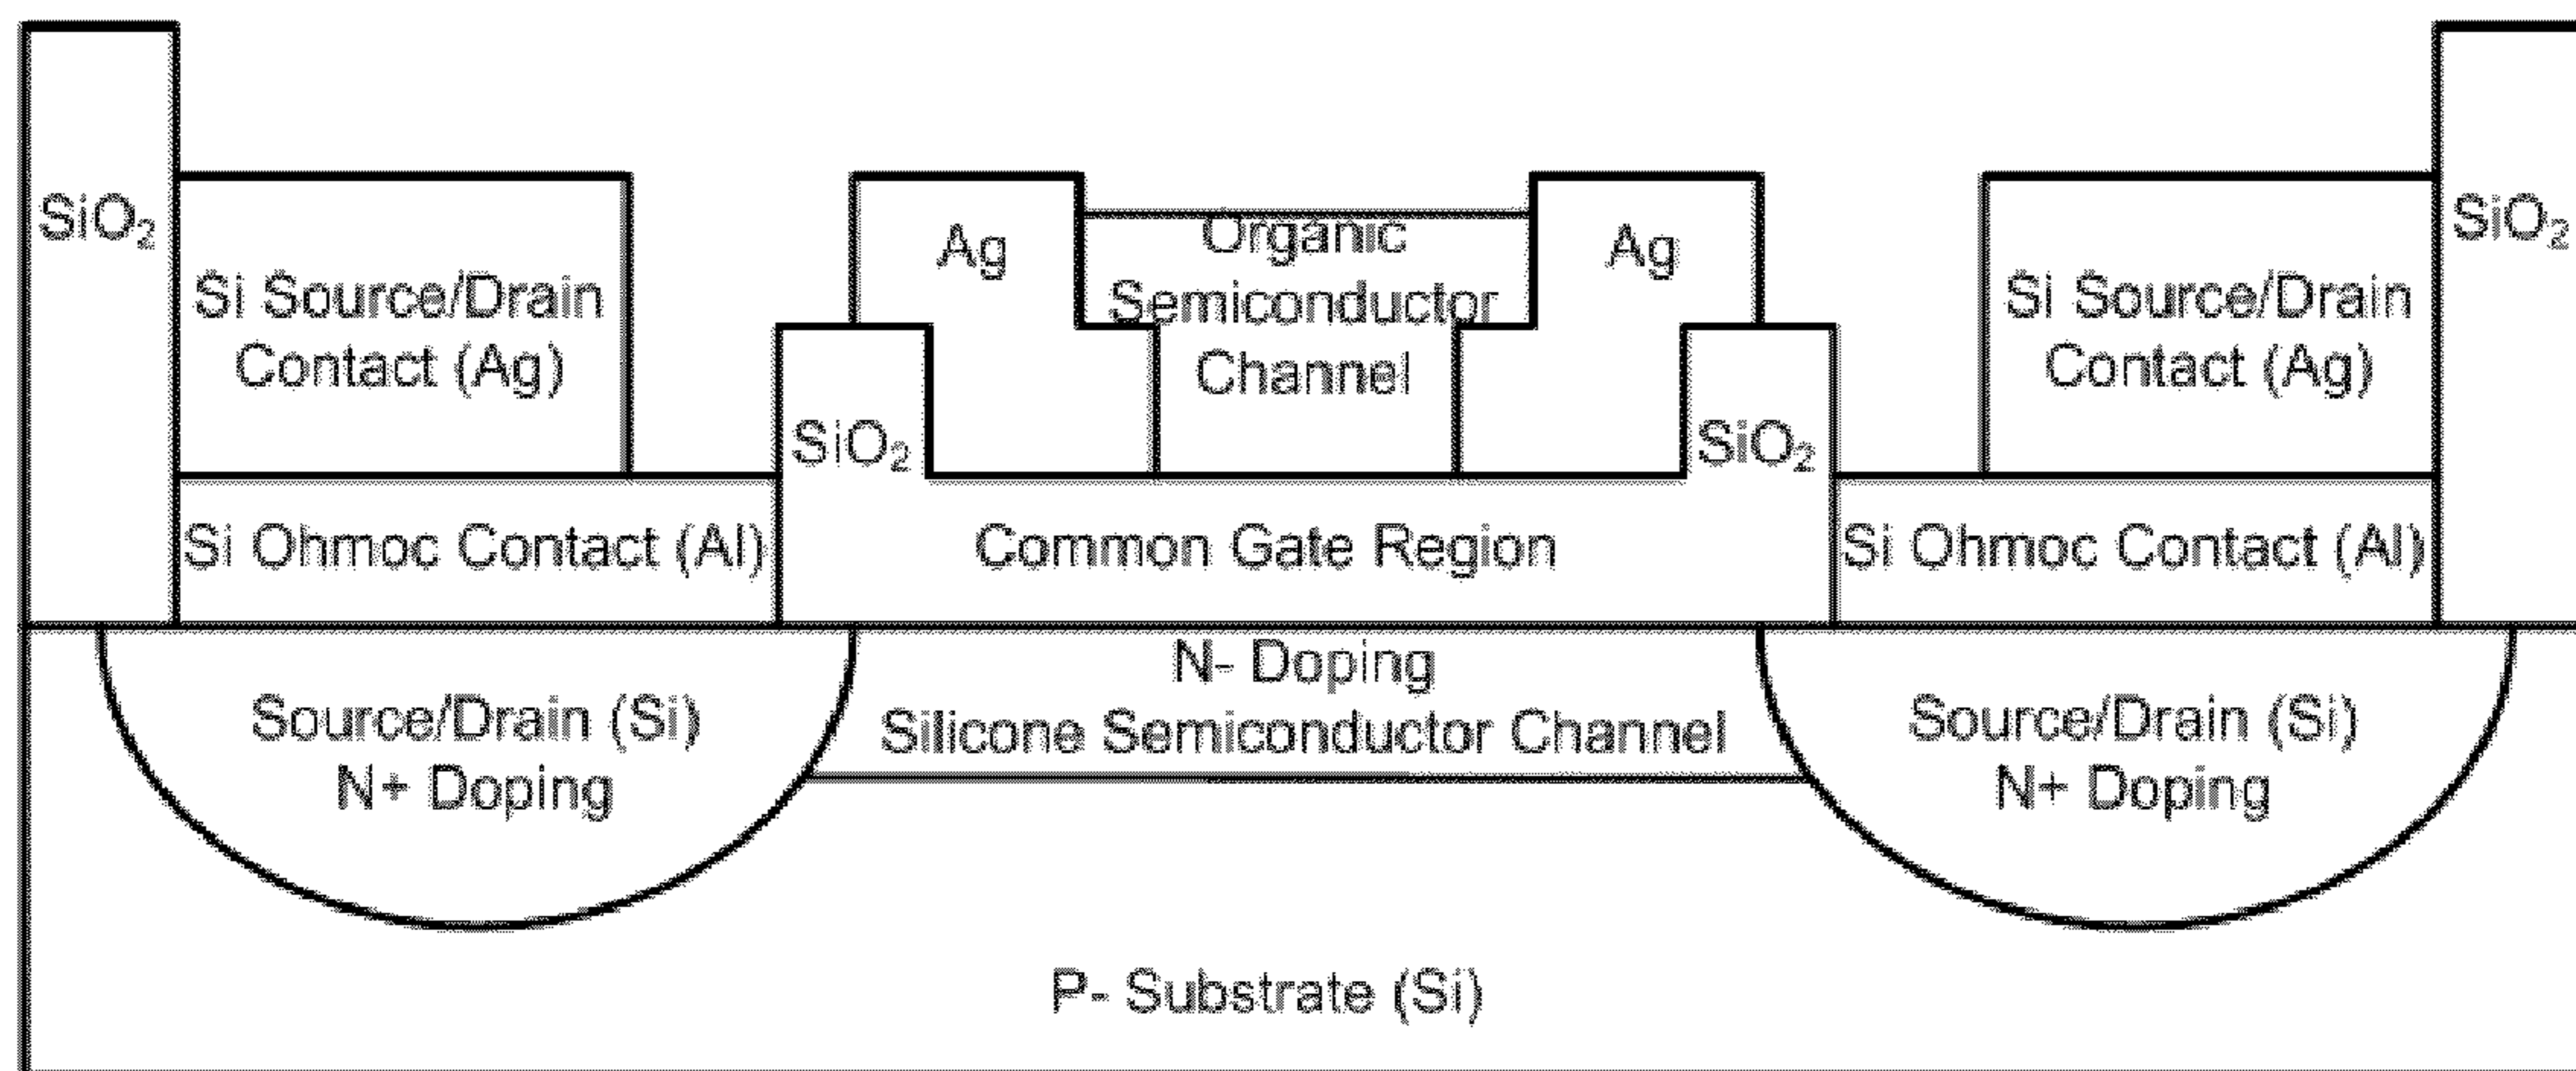 SiO₂
Si Source/Drain
Contact (Ag)
Ag
Organic
Semiconductor
Channel
Ag
Si Source/Drain
Contact (Ag)
SiO₂
SiO₂
SiO₂
Si Ohmoc Contact (Al)
Common Gate Region
Si Ohmoc Contact (Al)
Source/Drain (Si)
N+ Doping
N- Doping
Silicone Semiconductor Channel
Source/Drain (Si)
N+ Doping
P- Substrate (Si)